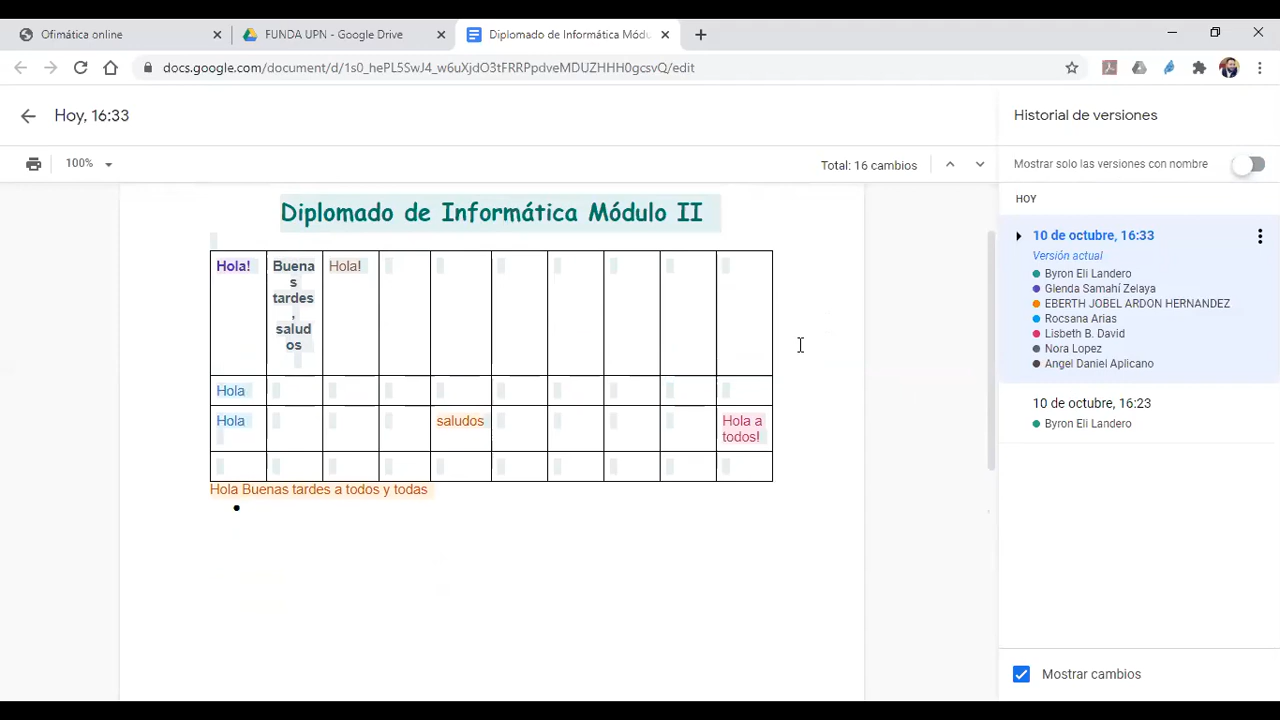 Ofimática online
FUNDA UPN - Google Drive
Diplomado de Informática Módu
docs.google.com/document/d/1s0_hePL5SwJ4_w6uXjdO3tFRRPpdveMDUZHHH0gcsvQ/edit
Hoy, 16:33
Historial de versiones
100%
Total: 16 cambios
Mostrar solo las versiones con nombre
Diplomado de Informática Módulo II
Hola!
Buena
s
tardes
,
salud
os
Hola!
Hola
Hola
saludos
Hola a
todos!
Hola Buenas tardes a todos y todas
HOY
10 de octubre, 16:33
Versión actual
Byron Eli Landero
Glenda Samahí Zelaya
EBERTH JOBEL ARDON HERNANDEZ
Rocsana Arias
Lisbeth B. David
Nora Lopez
Angel Daniel Aplicano
10 de octubre, 16:23
Byron Eli Landero
Mostrar cambios